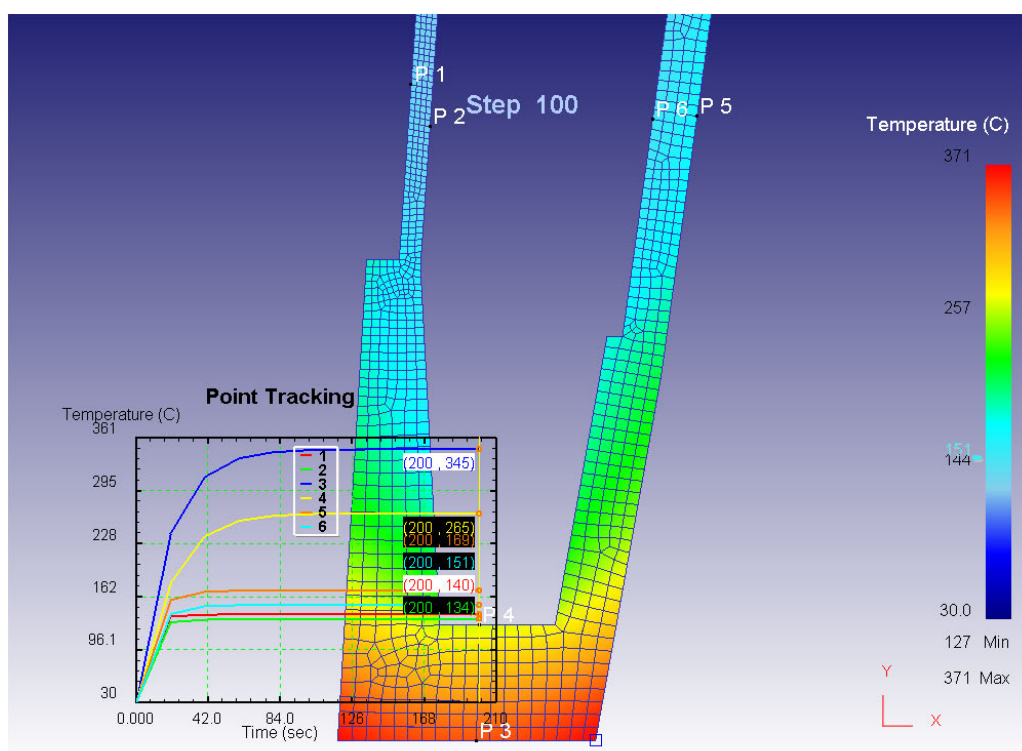 P 1
P 2
Step 100
P 6
P 5
Temperature (C)
371
257
151
144
30.0
127 Min
371 Max
Point Tracking
Temperature (C)
361
295
228
162
96.1
30
1
2
3
4
5
6
(200 , 345)
(200 , 265)
(200 , 169)
(200 , 151)
(200 , 140)
(200 , 134)
P 4
0.000 42.0 84.0 126 168 210
Time (sec)
P 3
Y
X